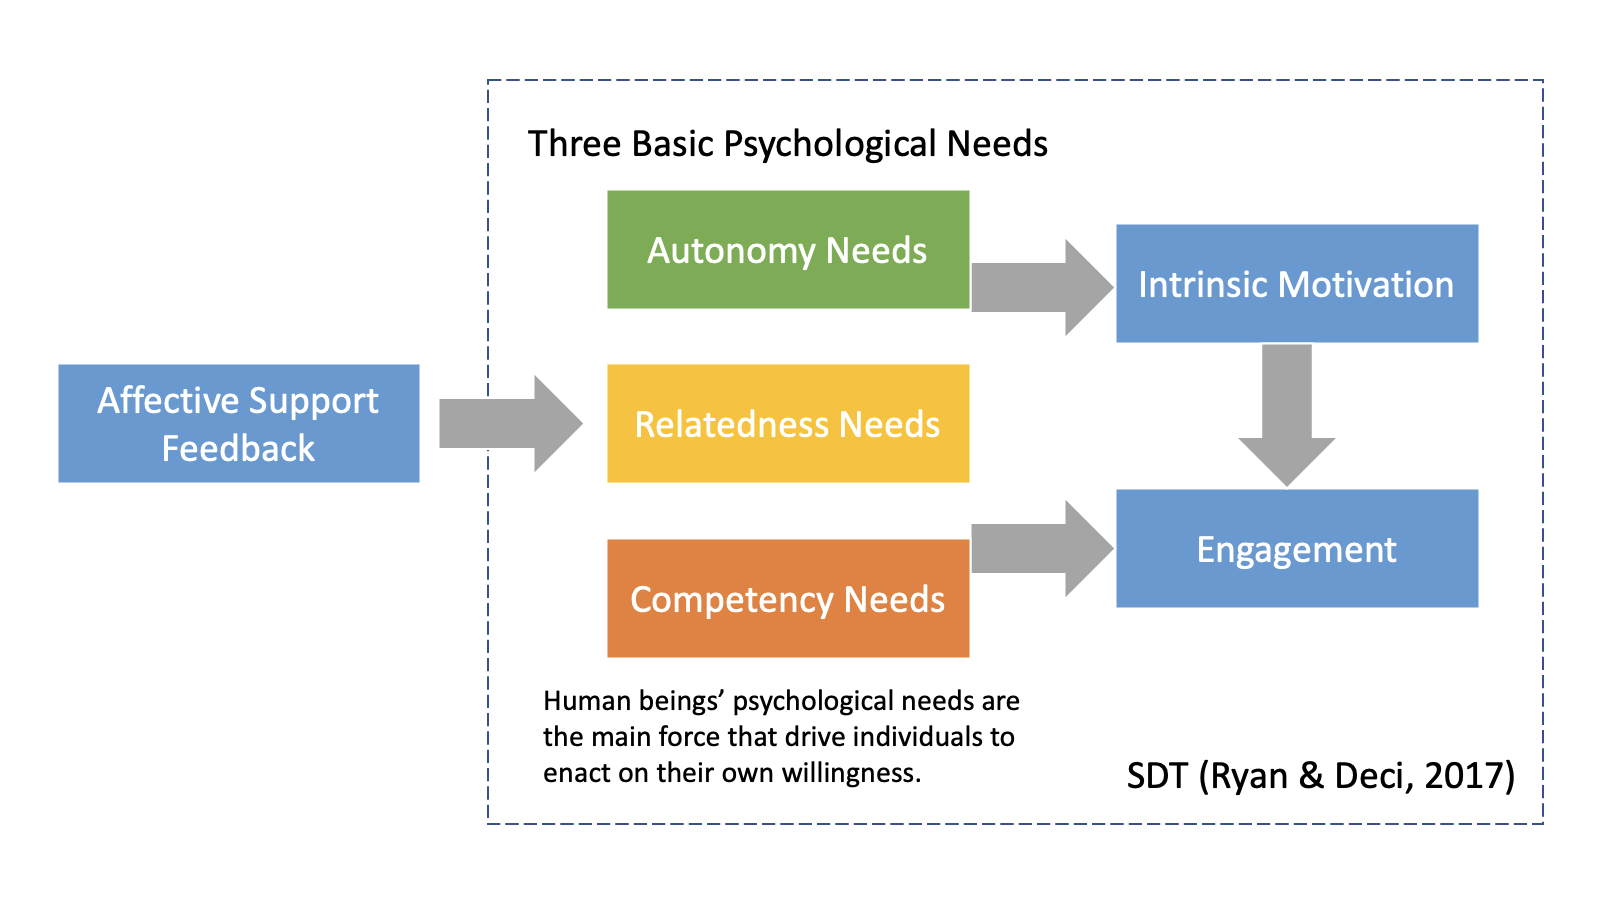 Three Basic Psychological Needs
Autonomy Needs
Intrinsic Motivation
Affective Support
Feedback
Relatedness Needs
Engagement
Competency Needs
Human beings’ psychological needs are
the main force that drive individuals to
enact on their own willingness.
SDT (Ryan & Deci, 2017)